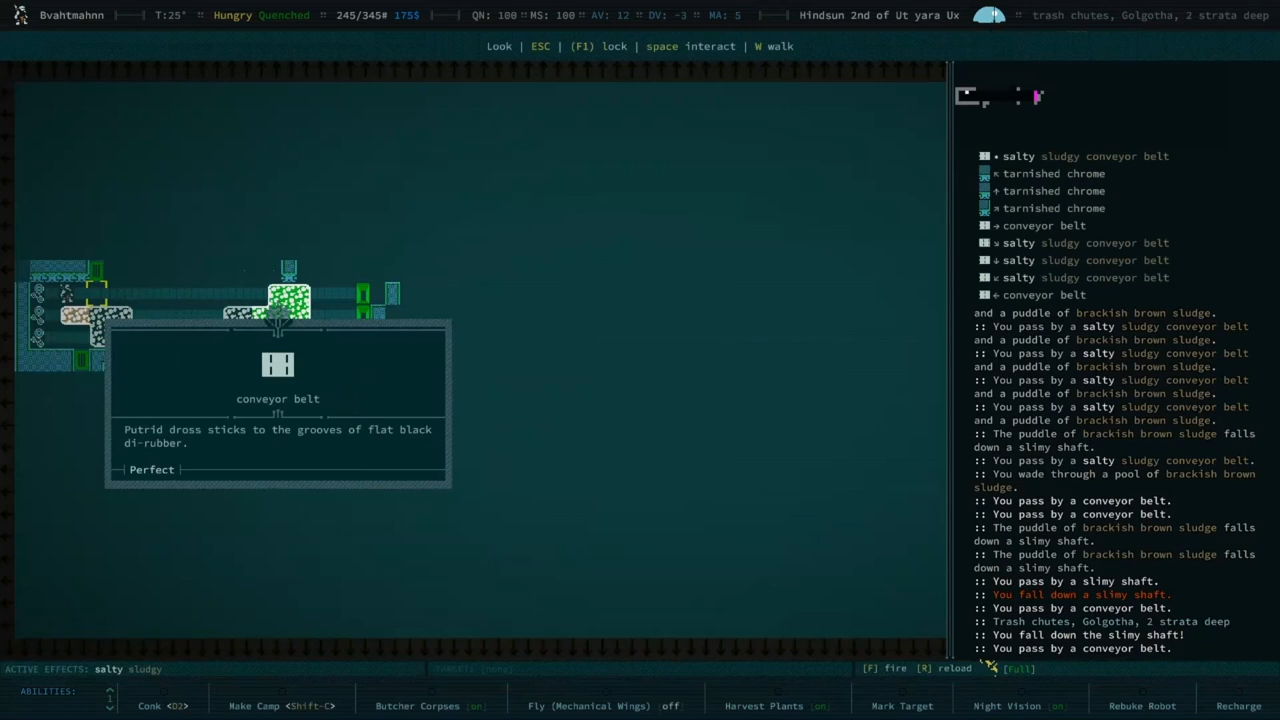 Bvahtmahnn T:25° Hungry Quenched 245/345# 175$ QN: 100 MS: 100 AV: 12 DV: -3 MA: 5 Hindsun 2nd of Ut yara Ux trash chutes, Golgotha, 2 strata deep
Look | ESC | (F1) lock | space interact | W walk
salty sludgy conveyor belt
tarnished chrome
tarnished chrome
tarnished chrome
conveyor belt
salty sludgy conveyor belt
salty sludgy conveyor belt
salty sludgy conveyor belt
conveyor belt
and a puddle of brackish brown sludge.
:: You pass by a salty sludgy conveyor belt
and a puddle of brackish brown sludge.
:: You pass by a salty sludgy conveyor belt
and a puddle of brackish brown sludge.
:: You pass by a salty sludgy conveyor belt
and a puddle of brackish brown sludge.
:: You pass by a salty sludgy conveyor belt
and a puddle of brackish brown sludge.
:: The puddle of brackish brown sludge falls
down a slimy shaft.
:: You pass by a salty sludgy conveyor belt.
:: You wade through a pool of brackish brown
sludge.
:: You pass by a conveyor belt.
:: You pass by a conveyor belt.
:: The puddle of brackish brown sludge falls
down a slimy shaft.
:: The puddle of brackish brown sludge falls
down a slimy shaft.
:: You pass by a slimy shaft.
:: You fall down a slimy shaft.
:: You pass by a conveyor belt.
:: Trash chutes, Golgotha, 2 strata deep
:: You fall down the slimy shaft!
:: You pass by a conveyor belt.
conveyor belt
Putrid dross sticks to the grooves of flat black
di-rubber.
Perfect
ACTIVE EFFECTS: salty sludgy
TARGET: [none]
[F] fire [R] reload [Full]
ABILITIES: 1 Conk <O2> Make Camp <Shift-C> Butcher Corpses [on] Fly (Mechanical Wings) [off] Harvest Plants [on] Mark Target Night Vision [on] Rebuke Robot Recharge